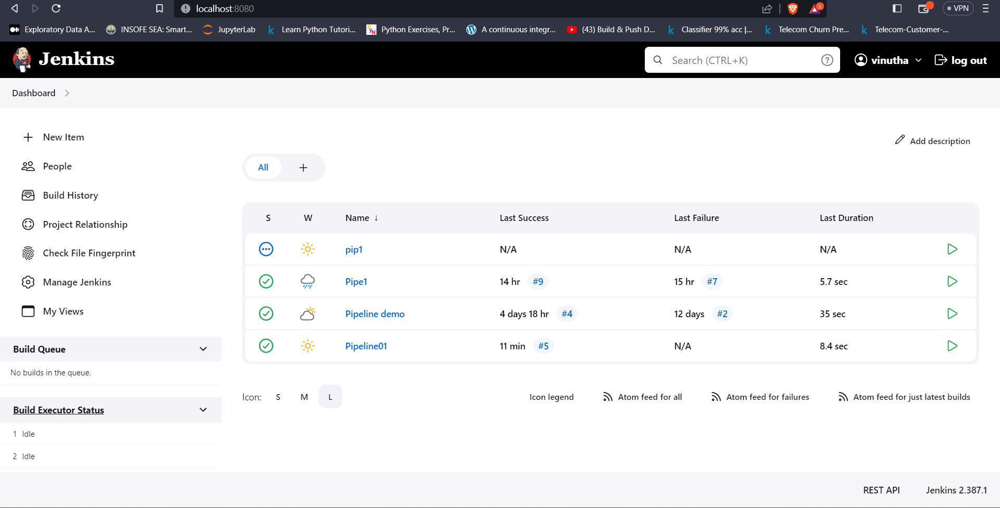 localhost:8080
5
VPN
Exploratory Data A...
INSOFE SEA: Smart...
JupyterLab
k Learn Python Tutori...
Python Exercises, Pr...
A continuous integr...
(43) Build & Push D...
k Classifier 99% acc |...
k Telecom Churn Pre...
k Telecom-Customer-...
Jenkins
Search (CTRL+K)
?
vinutha
log out
Dashboard
New Item
People
Build History
Project Relationship
Check File Fingerprint
Manage Jenkins
My Views
Build Queue
No builds in the queue.
Build Executor Status
1 Idle
2 Idle
Add description
All +
S W Name ↓ Last Success Last Failure Last Duration
pip1 N/A N/A N/A
Pipe1 14 hr #9 15 hr #7 5.7 sec
Pipeline demo 4 days 18 hr #4 12 days #2 35 sec
Pipeline01 11 min #5 N/A 8.4 sec
Icon: S M L
Icon legend
Atom feed for all
Atom feed for failures
Atom feed for just latest builds
REST API
Jenkins 2.387.1